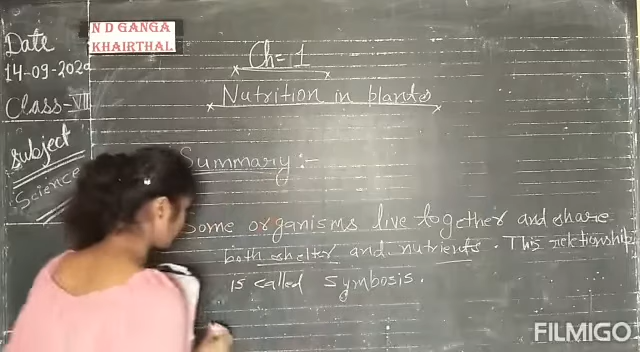 Date
14-09-2020
Class-VII
Subject
Science
N D GANGA
KHAIRTHAL
Ch=1
Nutrition in plants
Summary:-
Some organisms live together and share
both shelter and nutrients. This relationship
is called symbosis.
FILMIGO